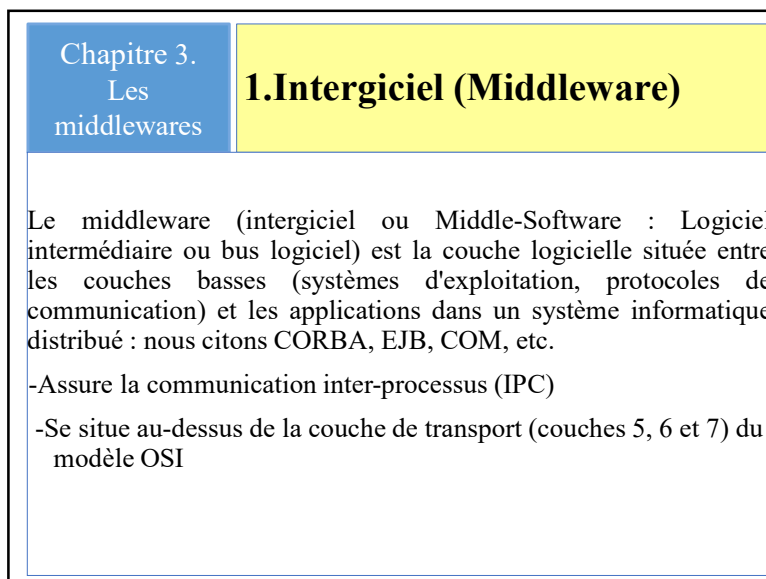 Chapitre 3.
Les
middlewares
1.Intergiciel (Middleware)
Le middleware (intergiciel ou Middle-Software : Logiciel
intermédiaire ou bus logiciel) est la couche logicielle située entre
les couches basses (systèmes d'exploitation, protocoles de
communication) et les applications dans un système informatique
distribué : nous citons CORBA, EJB, COM, etc.
-Assure la communication inter-processus (IPC)
-Se situe au-dessus de la couche de transport (couches 5, 6 et 7) du
modèle OSI